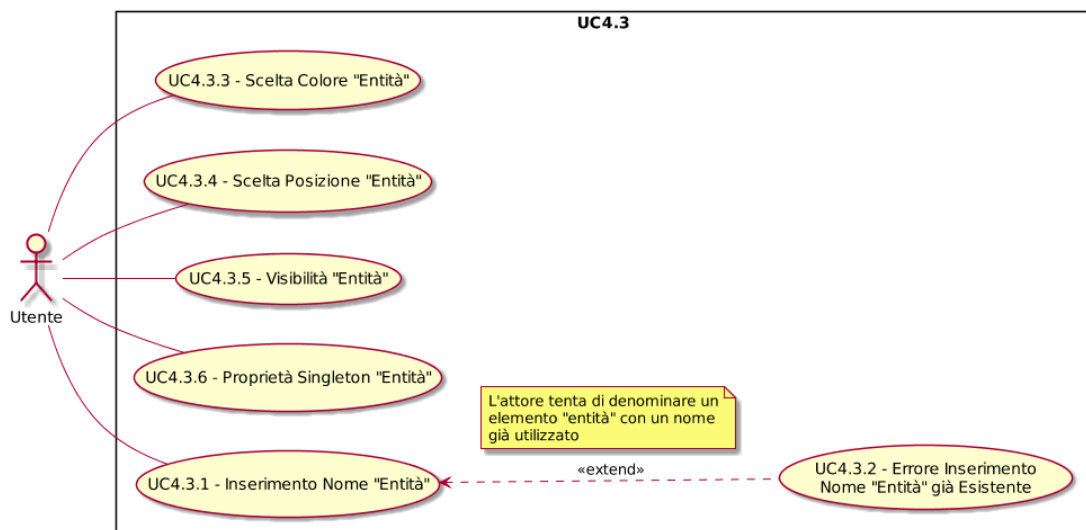 UC4.3
UC4.3.3 - Scelta Colore "Entità"
UC4.3.4 - Scelta Posizione "Entità"
UC4.3.5 - Visibilità "Entità"
Utente
UC4.3.6 - Proprietà Singleton "Entità"
L'attore tenta di denominare un
elemento "entità" con un nome
già utilizzato
UC4.3.1 - Inserimento Nome "Entità"
«extend»
UC4.3.2 - Errore Inserimento
Nome "Entità" già Esistente